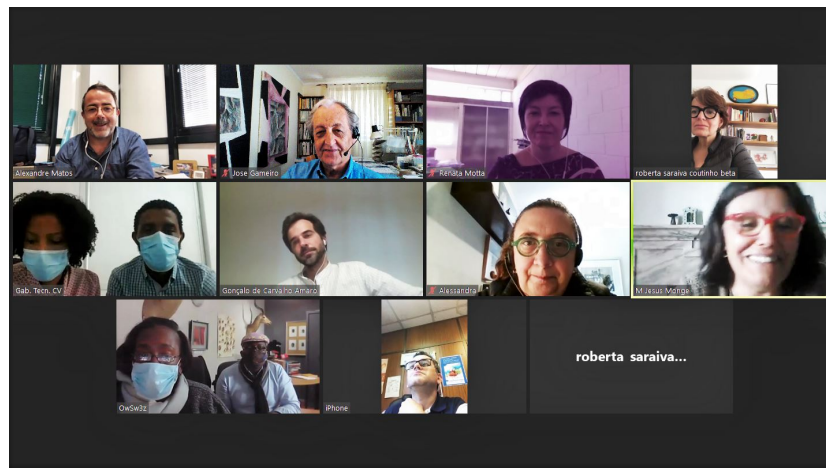 Alexandre Matos
Jose Gameiro
Renata Motta
roberta saraiva coutinho beta
Gab. Tecn. CV
Gonçalo de Carvalho Amaro
Alessandra
M Jesus Monge
OwSw3z
iPhone
roberta saraiva...